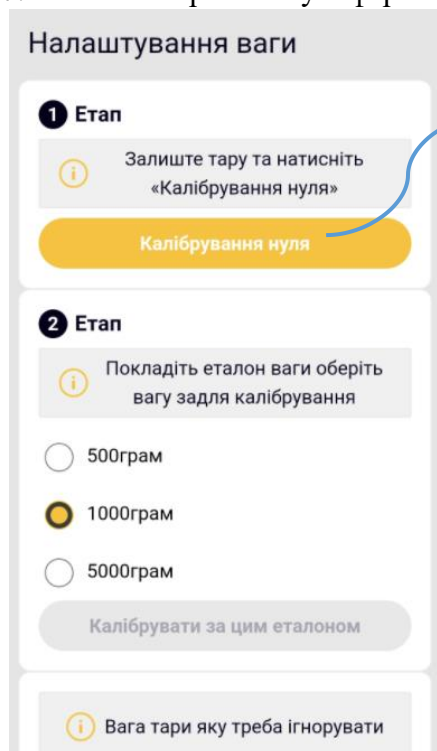 Налаштування ваги
1 Етап
Залиште тару та натисніть
«Калібрування нуля»
Калібрування нуля
2 Етап
Покладіть еталон ваги оберіть
вагу задля калібрування
500грам
1000грам
5000грам
Калібрувати за цим еталоном
Вага тари яку треба ігнорувати